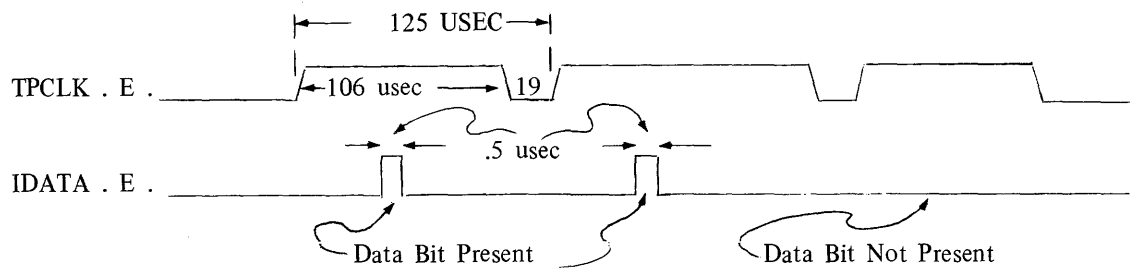 125 USEC
TPCLK . E .
106 usec
19
.5 usec
IDATA . E .
Data Bit Present
Data Bit Not Present